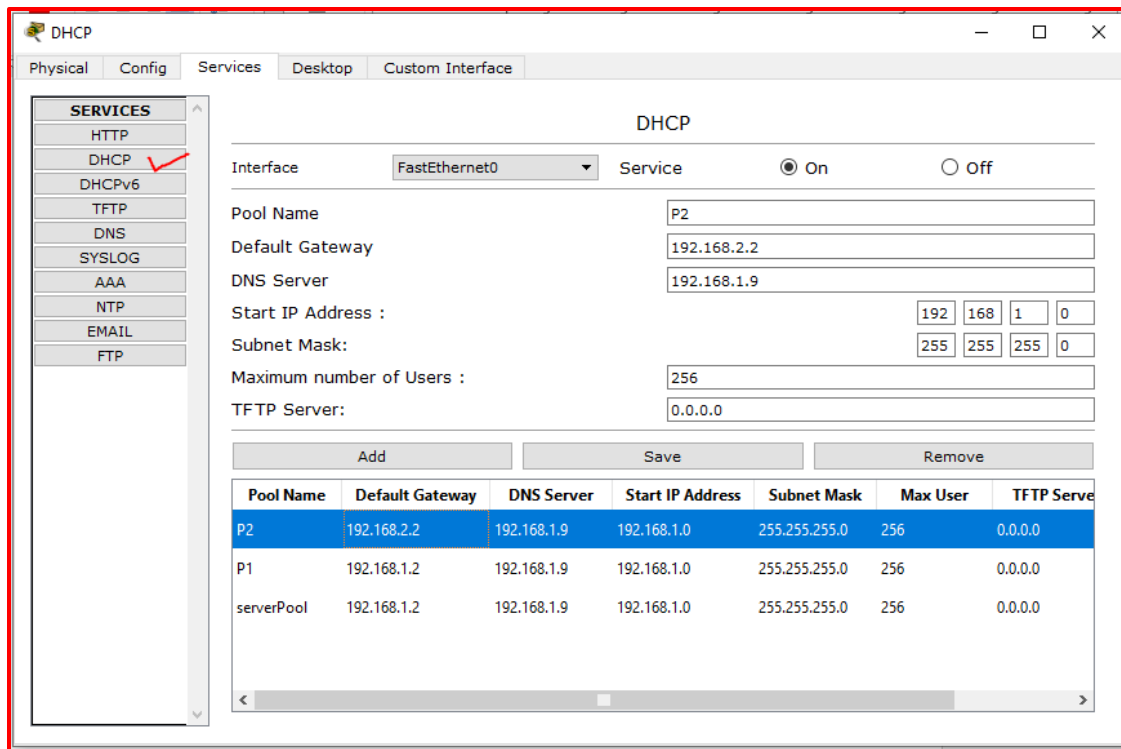 DHCP
Physical Config Services Desktop Custom Interface
SERVICES
HTTP
DHCP
DHCPv6
TFTP
DNS
SYSLOG
AAA
NTP
EMAIL
FTP
DHCP
Interface FastEthernet0 Service On Off
Pool Name P2
Default Gateway 192.168.2.2
DNS Server 192.168.1.9
Start IP Address : 192 168 1 0
Subnet Mask: 255 255 255 0
Maximum number of Users : 256
TFTP Server: 0.0.0.0
Add Save Remove
Pool Name Default Gateway DNS Server Start IP Address Subnet Mask Max User TFTP Serve
P2 192.168.2.2 192.168.1.9 192.168.1.0 255.255.255.0 256 0.0.0.0
P1 192.168.1.2 192.168.1.9 192.168.1.0 255.255.255.0 256 0.0.0.0
serverPool 192.168.1.2 192.168.1.9 192.168.1.0 255.255.255.0 256 0.0.0.0